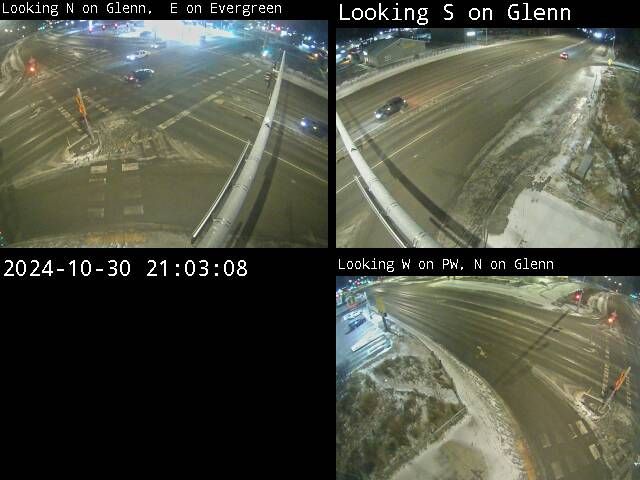 Looking N on Glenn,  E on Evergreen
Looking S on Glenn
2024-10-30 21:03:08
Looking W on PW, N on Glenn